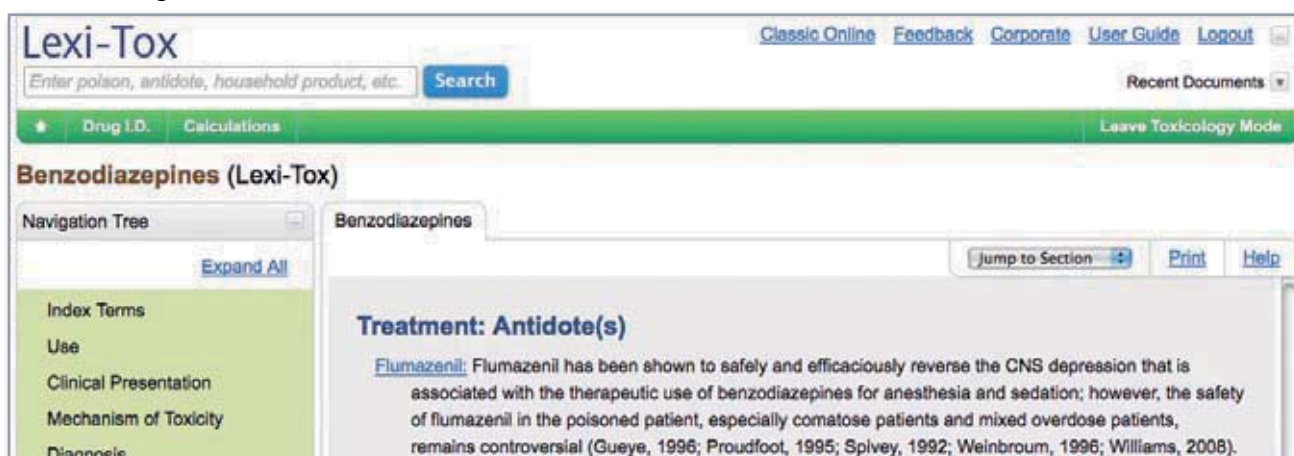 Lexi-Tox
Classic Online Feedback Corporate User Guide Logout
Enter poison, antidote, household product, etc. Search
Recent Documents
Drug I.D. Calculations Leave Toxicology Mode
Benzodiazepines (Lexi-Tox)
Navigation Tree
Benzodiazepines
Expand All
Jump to Section Print Help
Index Terms
Use
Clinical Presentation
Mechanism of Toxicity
Diagnosis
Treatment: Antidote(s)
Flumazenil: Flumazenil has been shown to safely and efficaciously reverse the CNS depression that is
associated with the therapeutic use of benzodiazepines for anesthesia and sedation; however, the safety
of flumazenil in the poisoned patient, especially comatose patients and mixed overdose patients,
remains controversial (Gueye, 1996; Proudfoot, 1995; Spivey, 1992; Weinbroum, 1996; Williams, 2008).